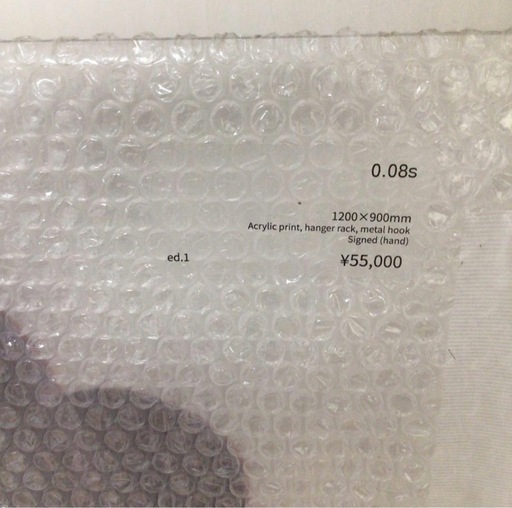 0.08s
1200×900mm
Acrylic print, hanger rack, metal hook
Signed (hand)
ed.1
¥55,000